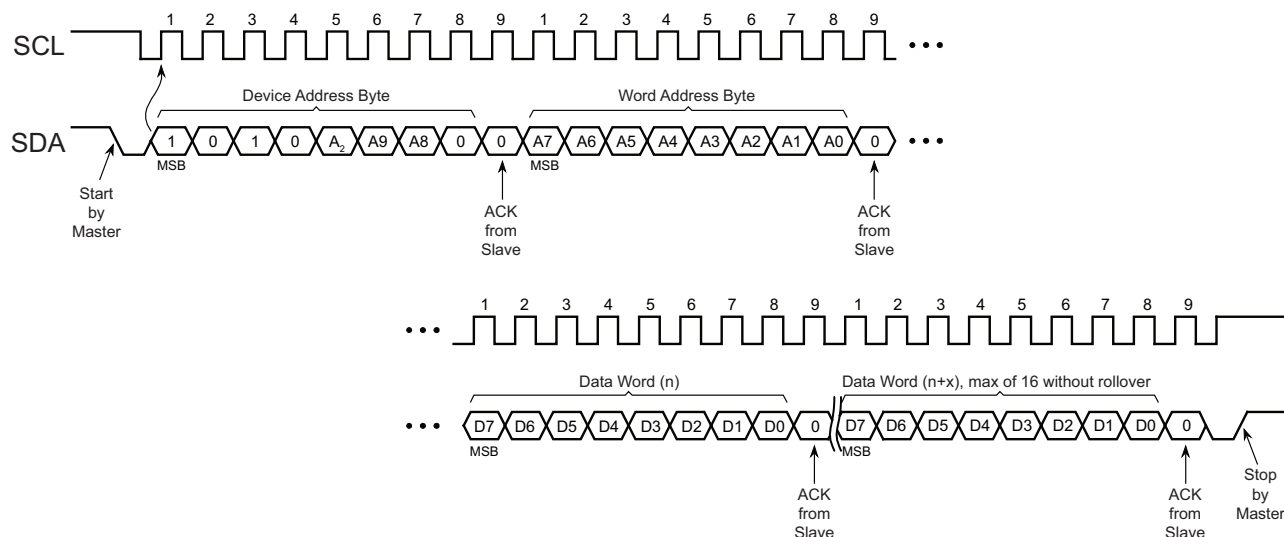 1 2 3 4 5 6 7 8 9 1 2 3 4 5 6 7 8 9
SCL
Device Address Byte Word Address Byte
SDA 1 0 1 0 A₂ A9 A8 0 0 A7 A6 A5 A4 A3 A2 A1 A0 0
MSB MSB
Start
by
Master
ACK
from
Slave
ACK
from
Slave
1 2 3 4 5 6 7 8 9 1 2 3 4 5 6 7 8 9
Data Word (n) Data Word (n+x), max of 16 without rollover
D7 D6 D5 D4 D3 D2 D1 D0 0 D7 D6 D5 D4 D3 D2 D1 D0 0
MSB MSB
ACK
from
Slave
ACK
from
Slave
Stop
by
Master